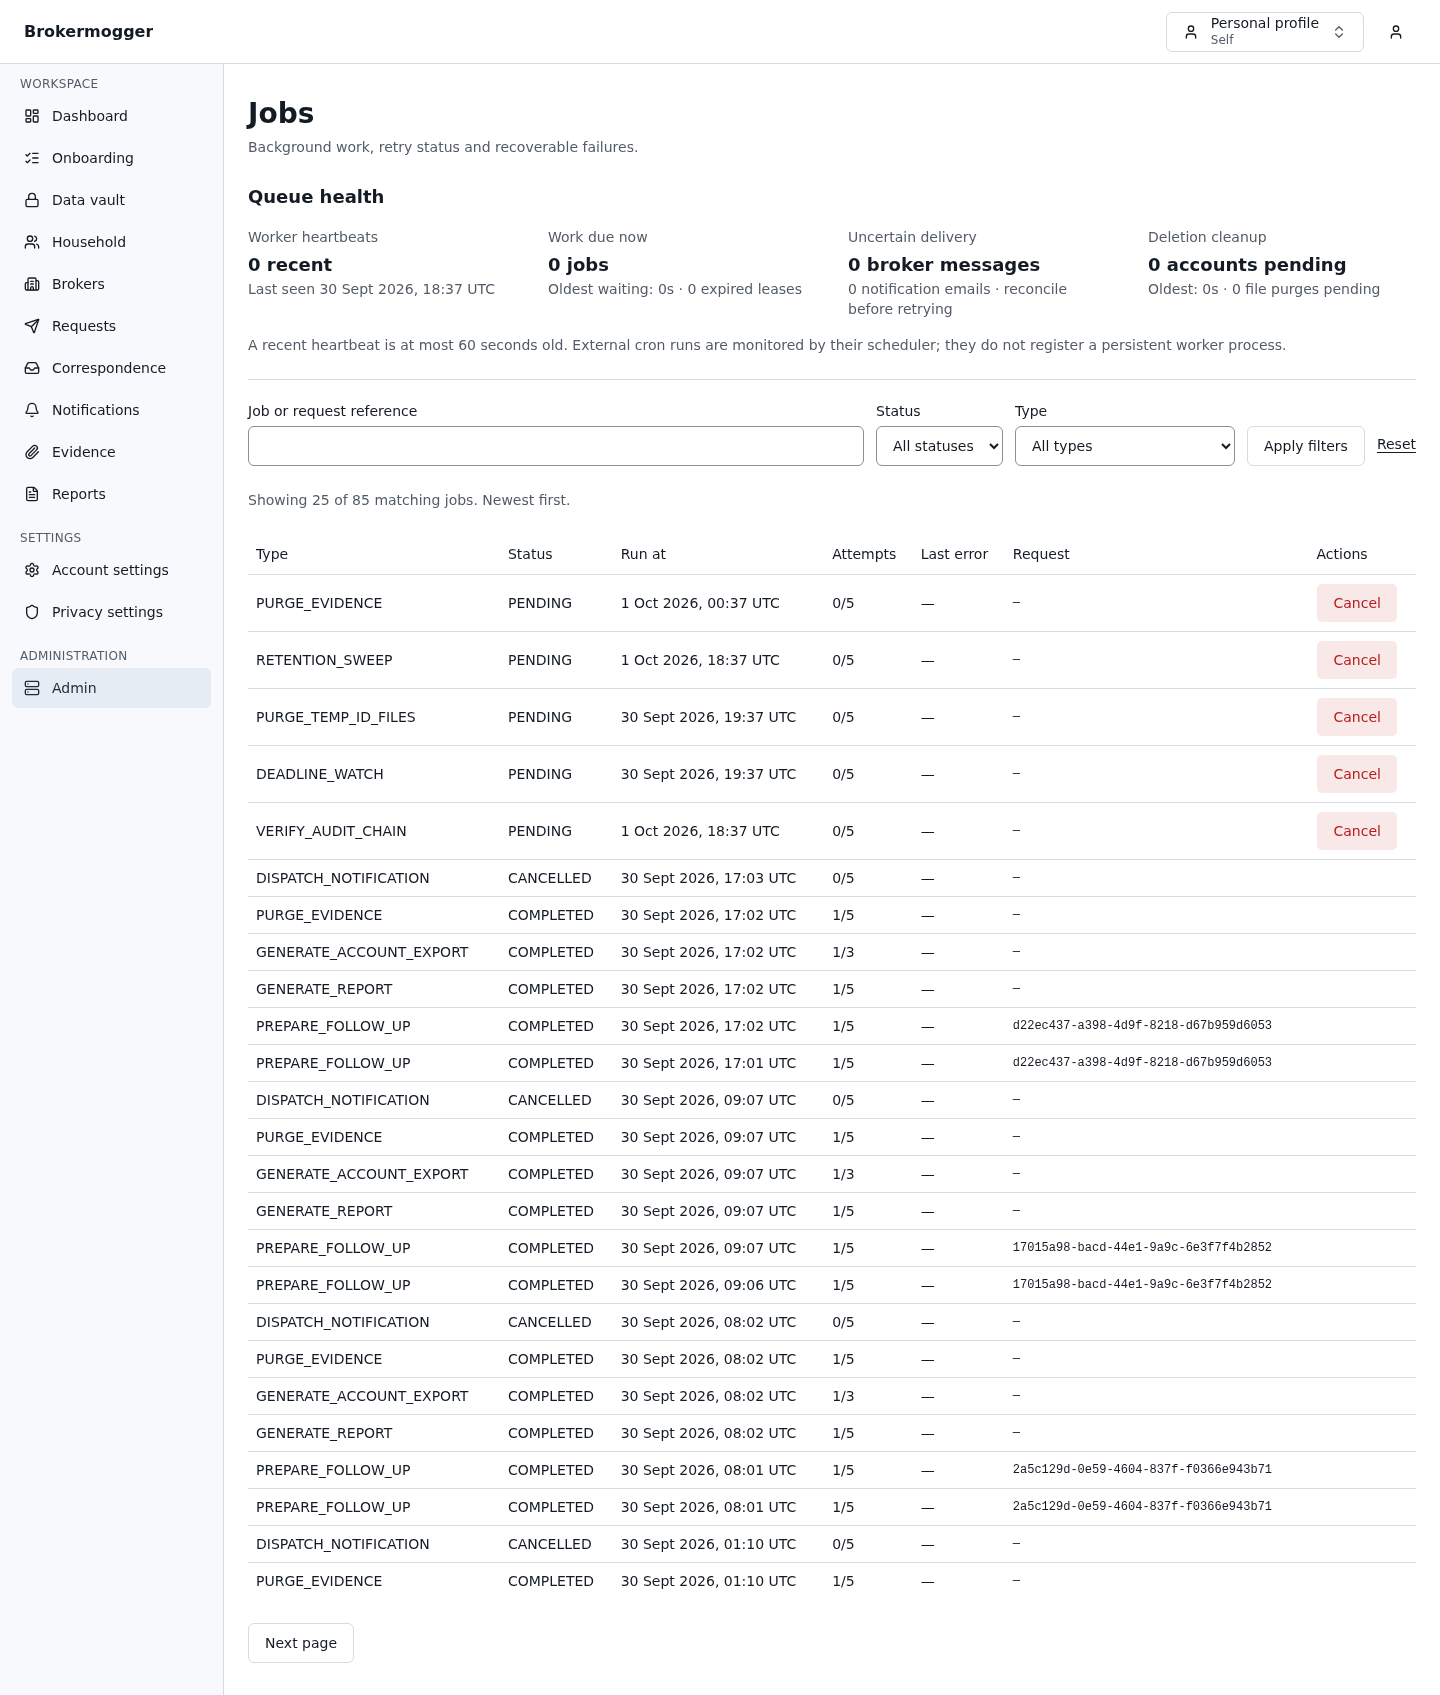 Brokermogger
Personal profile
Self
WORKSPACE
Dashboard
Onboarding
Data vault
Household
Brokers
Requests
Correspondence
Notifications
Evidence
Reports
SETTINGS
Account settings
Privacy settings
ADMINISTRATION
Admin
Jobs
Background work, retry status and recoverable failures.
Queue health
Worker heartbeats
0 recent
Last seen 30 Sept 2026, 18:37 UTC
Work due now
0 jobs
Oldest waiting: 0s · 0 expired leases
Uncertain delivery
0 broker messages
0 notification emails · reconcile
before retrying
Deletion cleanup
0 accounts pending
Oldest: 0s · 0 file purges pending
A recent heartbeat is at most 60 seconds old. External cron runs are monitored by their scheduler; they do not register a persistent worker process.
Job or request reference
Status
Type
All statuses
All types
Apply filters
Reset
Showing 25 of 85 matching jobs. Newest first.
Type Status Run at Attempts Last error Request Actions
PURGE_EVIDENCE PENDING 1 Oct 2026, 00:37 UTC 0/5 — – Cancel
RETENTION_SWEEP PENDING 1 Oct 2026, 18:37 UTC 0/5 — – Cancel
PURGE_TEMP_ID_FILES PENDING 30 Sept 2026, 19:37 UTC 0/5 — – Cancel
DEADLINE_WATCH PENDING 30 Sept 2026, 19:37 UTC 0/5 — – Cancel
VERIFY_AUDIT_CHAIN PENDING 1 Oct 2026, 18:37 UTC 0/5 — – Cancel
DISPATCH_NOTIFICATION CANCELLED 30 Sept 2026, 17:03 UTC 0/5 — –
PURGE_EVIDENCE COMPLETED 30 Sept 2026, 17:02 UTC 1/5 — –
GENERATE_ACCOUNT_EXPORT COMPLETED 30 Sept 2026, 17:02 UTC 1/3 — –
GENERATE_REPORT COMPLETED 30 Sept 2026, 17:02 UTC 1/5 — –
PREPARE_FOLLOW_UP COMPLETED 30 Sept 2026, 17:02 UTC 1/5 — d22ec437-a398-4d9f-8218-d67b959d6053
PREPARE_FOLLOW_UP COMPLETED 30 Sept 2026, 17:01 UTC 1/5 — d22ec437-a398-4d9f-8218-d67b959d6053
DISPATCH_NOTIFICATION CANCELLED 30 Sept 2026, 09:07 UTC 0/5 — –
PURGE_EVIDENCE COMPLETED 30 Sept 2026, 09:07 UTC 1/5 — –
GENERATE_ACCOUNT_EXPORT COMPLETED 30 Sept 2026, 09:07 UTC 1/3 — –
GENERATE_REPORT COMPLETED 30 Sept 2026, 09:07 UTC 1/5 — –
PREPARE_FOLLOW_UP COMPLETED 30 Sept 2026, 09:07 UTC 1/5 — 17015a98-bacd-44e1-9a9c-6e3f7f4b2852
PREPARE_FOLLOW_UP COMPLETED 30 Sept 2026, 09:06 UTC 1/5 — 17015a98-bacd-44e1-9a9c-6e3f7f4b2852
DISPATCH_NOTIFICATION CANCELLED 30 Sept 2026, 08:02 UTC 0/5 — –
PURGE_EVIDENCE COMPLETED 30 Sept 2026, 08:02 UTC 1/5 — –
GENERATE_ACCOUNT_EXPORT COMPLETED 30 Sept 2026, 08:02 UTC 1/3 — –
GENERATE_REPORT COMPLETED 30 Sept 2026, 08:02 UTC 1/5 — –
PREPARE_FOLLOW_UP COMPLETED 30 Sept 2026, 08:01 UTC 1/5 — 2a5c129d-0e59-4604-837f-f0366e943b71
PREPARE_FOLLOW_UP COMPLETED 30 Sept 2026, 08:01 UTC 1/5 — 2a5c129d-0e59-4604-837f-f0366e943b71
DISPATCH_NOTIFICATION CANCELLED 30 Sept 2026, 01:10 UTC 0/5 — –
PURGE_EVIDENCE COMPLETED 30 Sept 2026, 01:10 UTC 1/5 — –
Next page